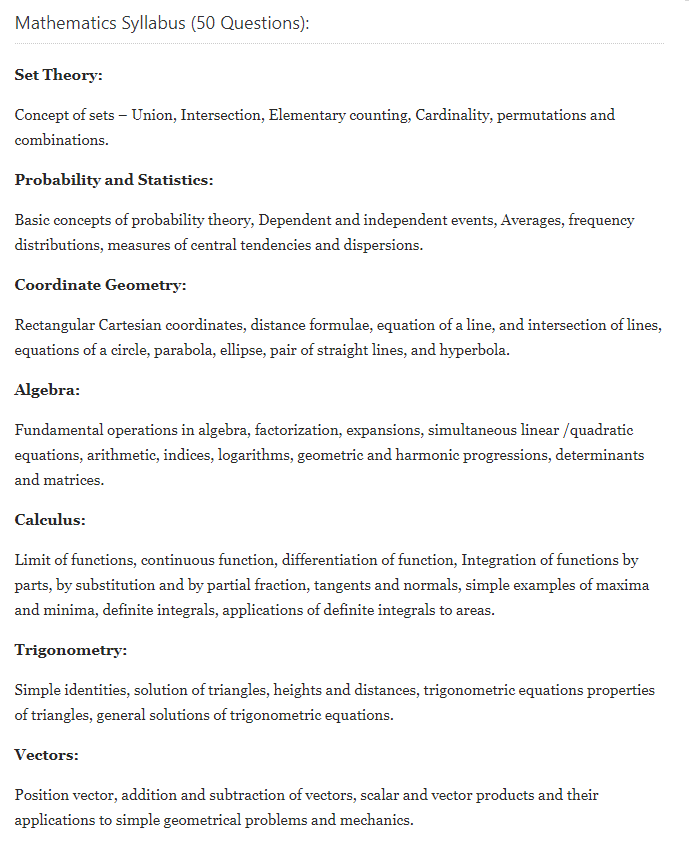 Mathematics Syllabus (50 Questions):
Set Theory:
Concept of sets – Union, Intersection, Elementary counting, Cardinality, permutations and
combinations.
Probability and Statistics:
Basic concepts of probability theory, Dependent and independent events, Averages, frequency
distributions, measures of central tendencies and dispersions.
Coordinate Geometry:
Rectangular Cartesian coordinates, distance formulae, equation of a line, and intersection of lines,
equations of a circle, parabola, ellipse, pair of straight lines, and hyperbola.
Algebra:
Fundamental operations in algebra, factorization, expansions, simultaneous linear /quadratic
equations, arithmetic, indices, logarithms, geometric and harmonic progressions, determinants
and matrices.
Calculus:
Limit of functions, continuous function, differentiation of function, Integration of functions by
parts, by substitution and by partial fraction, tangents and normals, simple examples of maxima
and minima, definite integrals, applications of definite integrals to areas.
Trigonometry:
Simple identities, solution of triangles, heights and distances, trigonometric equations properties
of triangles, general solutions of trigonometric equations.
Vectors:
Position vector, addition and subtraction of vectors, scalar and vector products and their
applications to simple geometrical problems and mechanics.